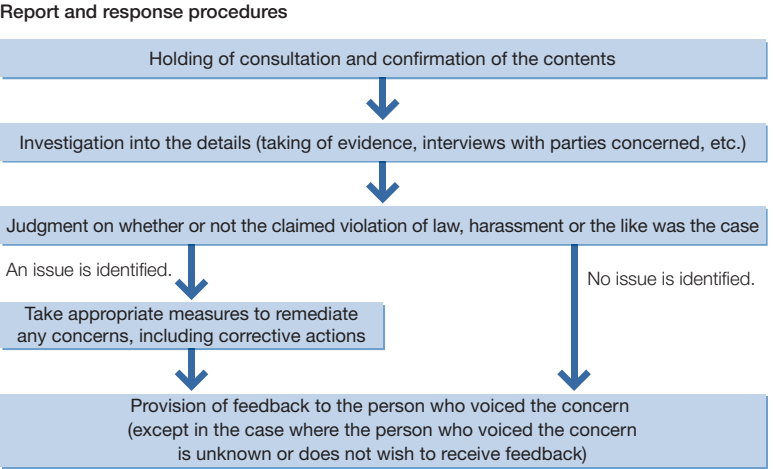 Report and response procedures
Holding of consultation and confirmation of the contents
Investigation into the details (taking of evidence, interviews with parties concerned, etc.)
Judgment on whether or not the claimed violation of law, harassment or the like was the case
An issue is identified.
No issue is identified.
Take appropriate measures to remediate
any concerns, including corrective actions
Provision of feedback to the person who voiced the concern
(except in the case where the person who voiced the concern
is unknown or does not wish to receive feedback)